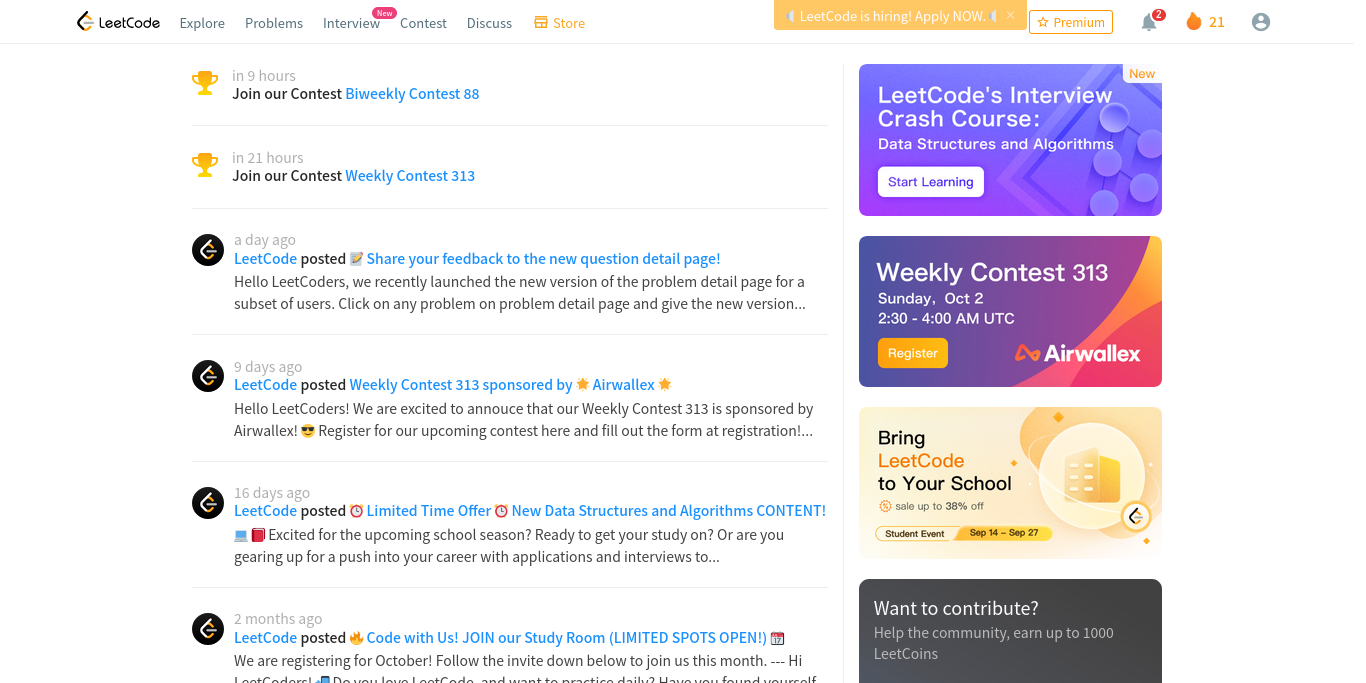 LeetCode
Explore
Problems
Interview
New
Contest
Discuss
Store
LeetCode is hiring! Apply NOW.
Premium
2
21
in 9 hours
Join our Contest Biweekly Contest 88
in 21 hours
Join our Contest Weekly Contest 313
a day ago
LeetCode posted 📝 Share your feedback to the new question detail page!
Hello LeetCoders, we recently launched the new version of the problem detail page for a
subset of users. Click on any problem on problem detail page and give the new version...
9 days ago
LeetCode posted Weekly Contest 313 sponsored by 🌟 Airwallex 🌟
Hello LeetCoders! We are excited to annouce that our Weekly Contest 313 is sponsored by
Airwallex! 😎 Register for our upcoming contest here and fill out the form at registration!...
16 days ago
LeetCode posted ⏰ Limited Time Offer ⏰ New Data Structures and Algorithms CONTENT!
💻 📕 Excited for the upcoming school season? Ready to get your study on? Or are you
gearing up for a push into your career with applications and interviews to...
2 months ago
LeetCode posted 🔥 Code with Us! JOIN our Study Room (LIMITED SPOTS OPEN!) 📆
We are registering for October! Follow the invite down below to join us this month. --- Hi
LeetCoders! Do you love LeetCode, and want to practice daily? Have you found yourself
New
LeetCode's Interview
Crash Course:
Data Structures and Algorithms
Start Learning
Weekly Contest 313
Sunday, Oct 2
2:30 - 4:00 AM UTC
Register
Airwallex
Bring
LeetCode
to Your School
sale up to 38% off
Student Event
Sep 14 – Sep 27
Want to contribute?
Help the community, earn up to 1000
LeetCoins